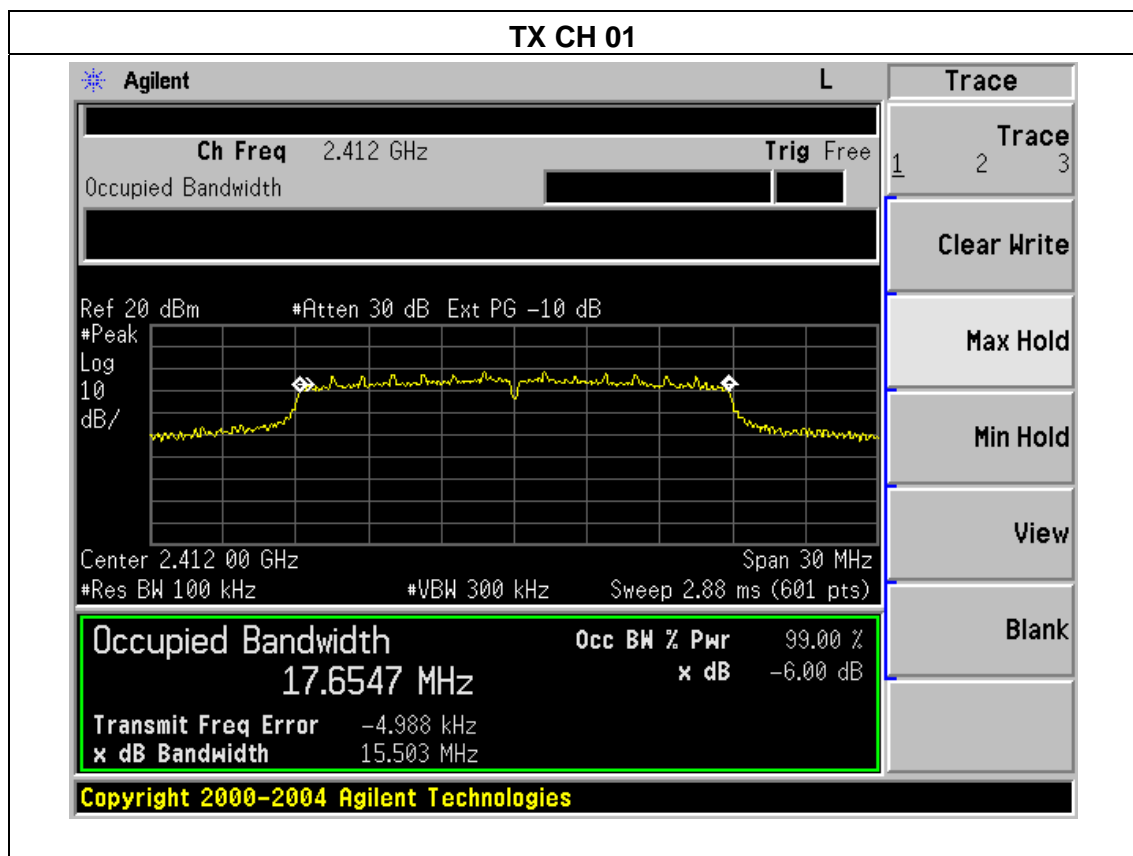 TX CH 01
Agilent L Trace
Ch Freq 2.412 GHz Trig Free
Occupied Bandwidth
Trace
1 2 3
Clear Write
Max Hold
Min Hold
View
Blank
Ref 20 dBm #Atten 30 dB Ext PG -10 dB
#Peak
Log
10
dB/
Center 2.412 00 GHz Span 30 MHz
#Res BW 100 kHz #VBW 300 kHz Sweep 2.88 ms (601 pts)
Occupied Bandwidth Occ BW % Pwr 99.00 %
17.6547 MHz x dB -6.00 dB
Transmit Freq Error -4.988 kHz
x dB Bandwidth 15.503 MHz
Copyright 2000-2004 Agilent Technologies